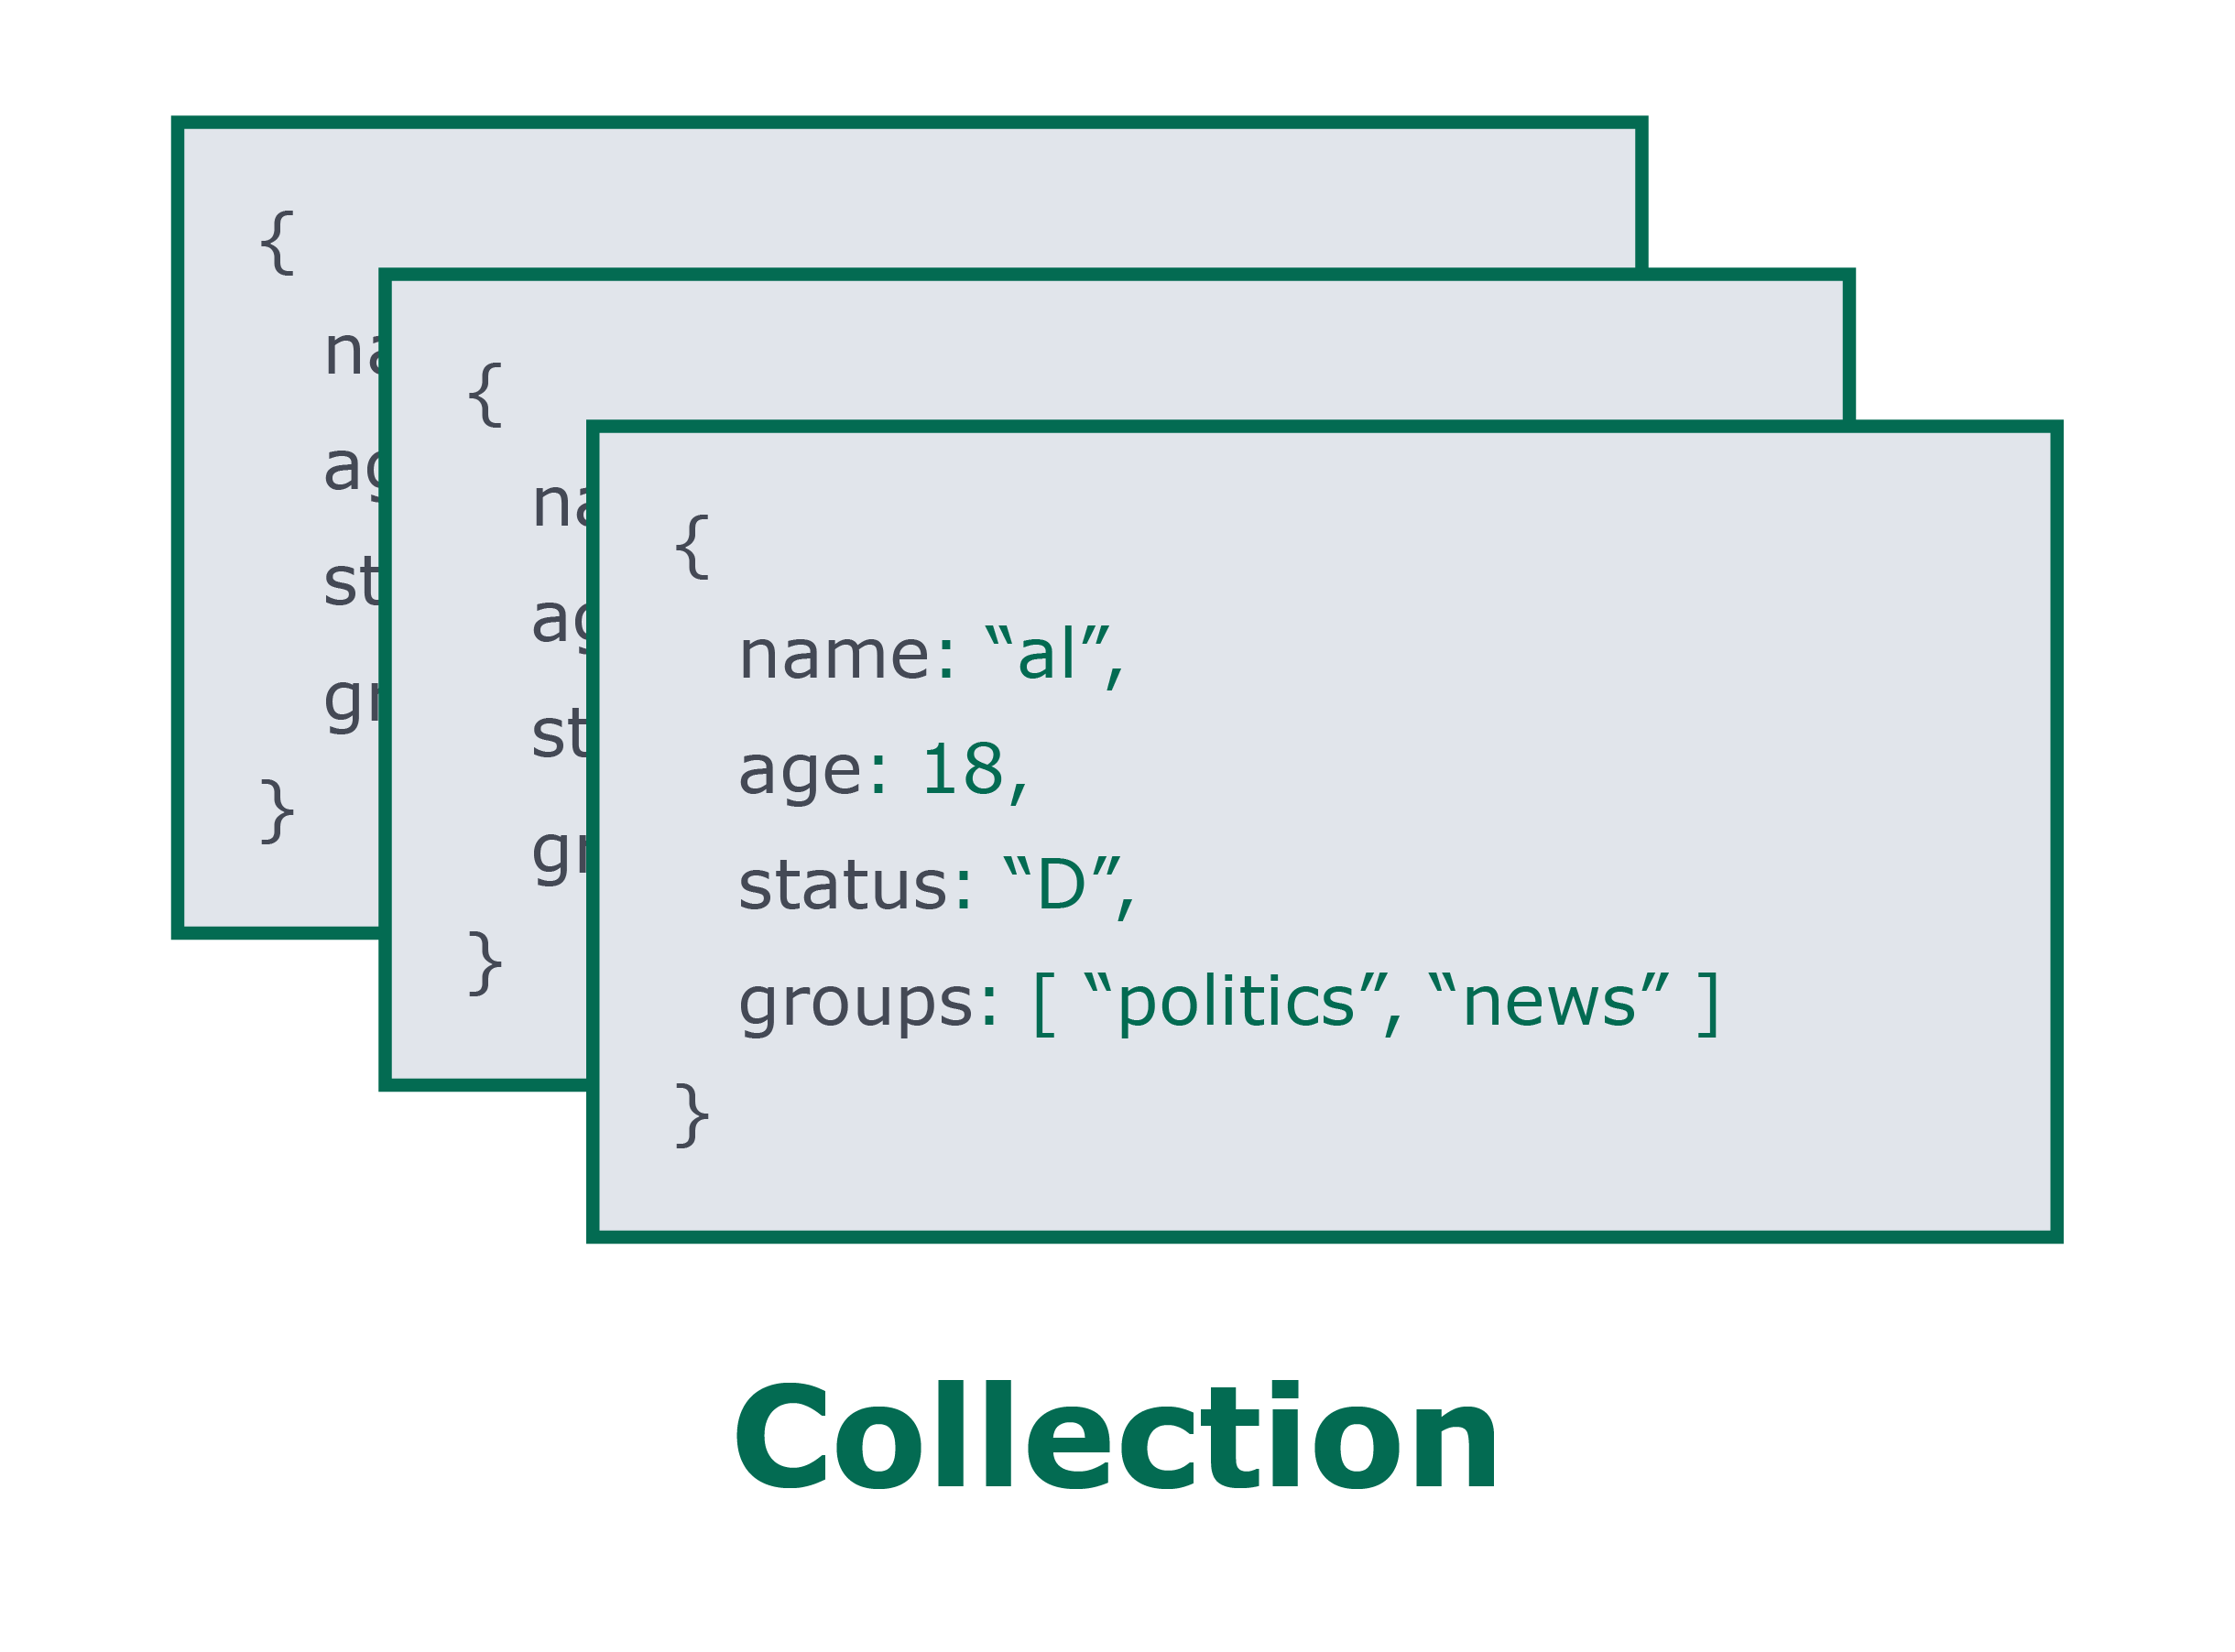 {
na
ag
st
gr
}
{
na
ag
st
gr
}
{
name: “al”,
age: 18,
status: “D”,
groups: [ “politics”, “news” ]
}
Collection